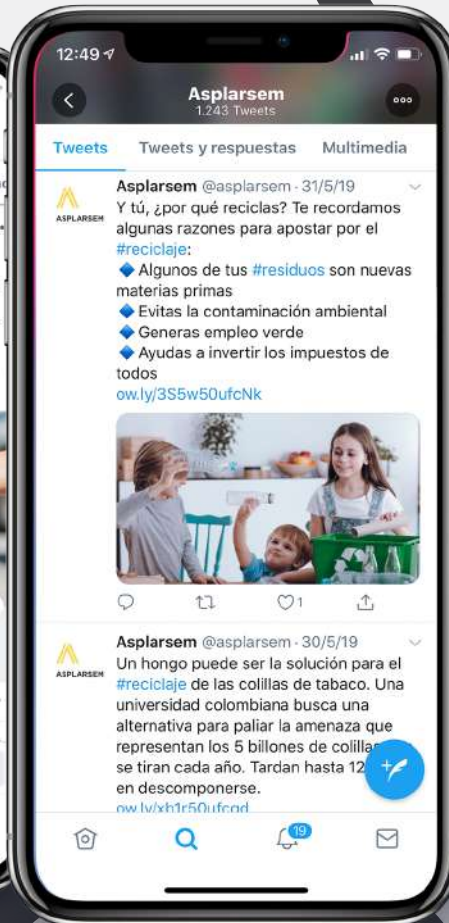 12:49
Asplarsem
1.243 Tweets
Tweets Tweets y respuestas Multimedia
ASPLARSEM
Asplarsem @asplarsem · 31/5/19
Y tú, ¿por qué reciclas? Te recordamos
algunas razones para apostar por el
#reciclaje:
🔷 Algunos de tus #residuos son nuevas
materias primas
🔷 Evitas la contaminación ambiental
🔷 Generas empleo verde
🔷 Ayudas a invertir los impuestos de
todos
ow.ly/3S5w50ufcNk
1
ASPLARSEM
Asplarsem @asplarsem · 30/5/19
Un hongo puede ser la solución para el
#reciclaje de las colillas de tabaco. Una
universidad colombiana busca una
alternativa para paliar la amenaza que
representan los 5 billones de
se tiran cada año. Tardan hasta
en descomponerse.
19